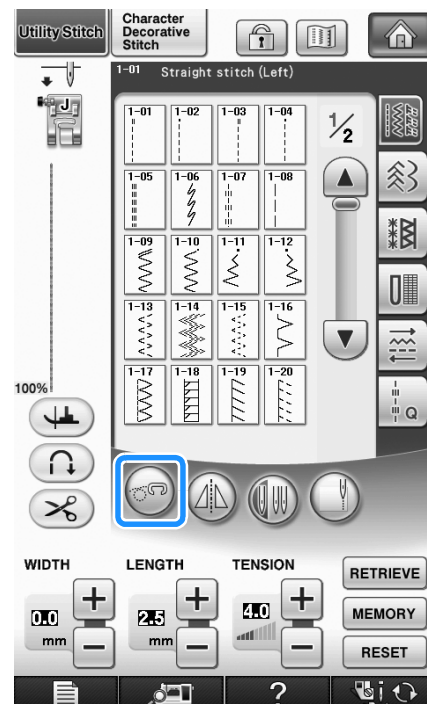 Utility Stitch
Character
Decorative
Stitch
1-01 Straight stitch (Left)
J
1-01 1-02 1-03 1-04
1/2
1-05 1-06 1-07 1-08
1-09 1-10 1-11 1-12
1-13 1-14 1-15 1-16
1-17 1-18 1-19 1-20
100%
Q
WIDTH LENGTH TENSION
RETRIEVE
0.0 2.5 4.0
mm mm
MEMORY
RESET
?